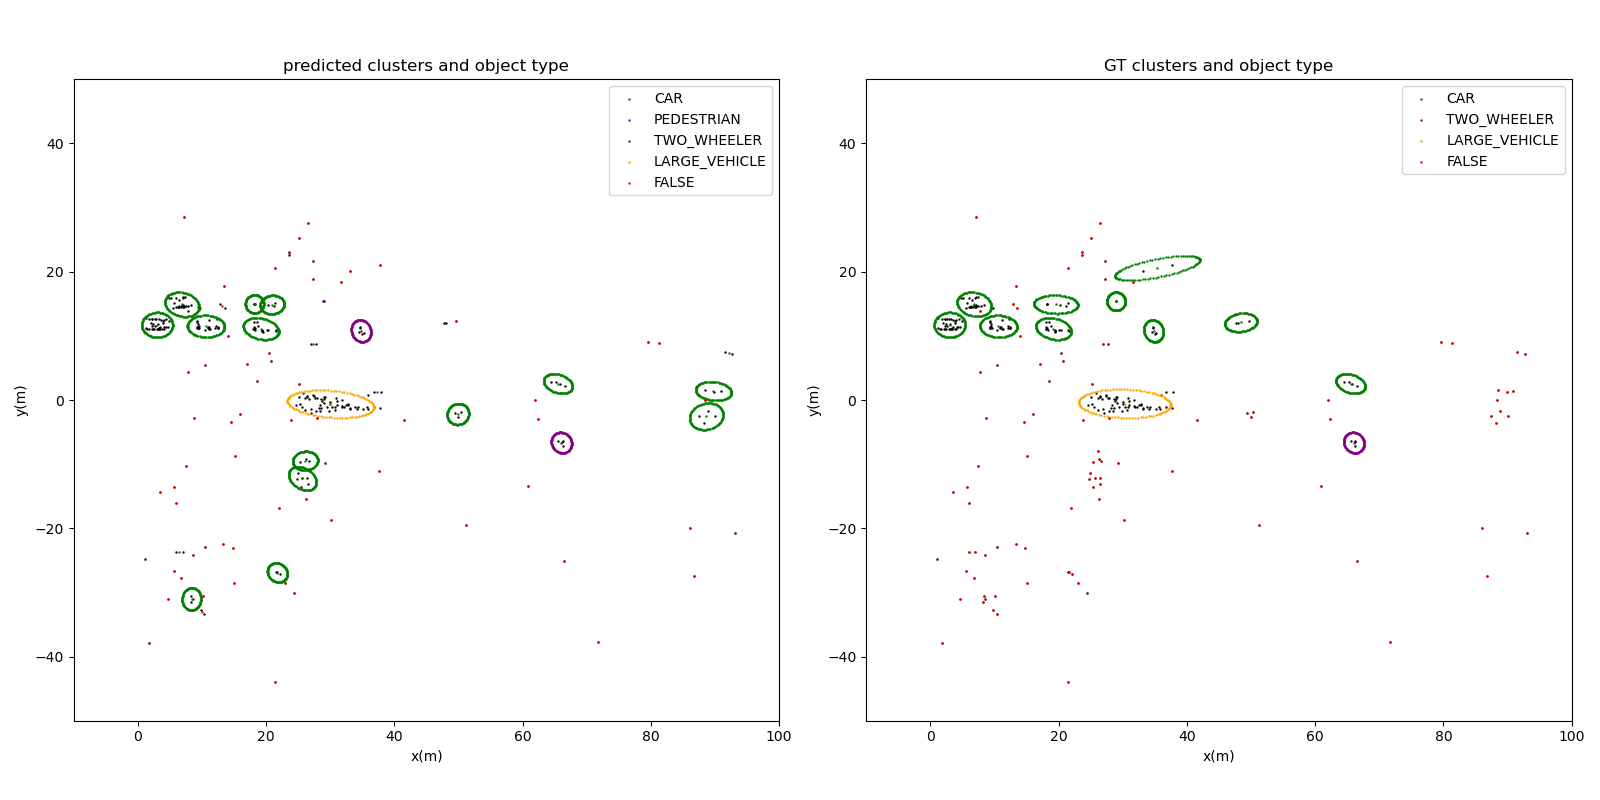 predicted clusters and object type
CAR
PEDESTRIAN
TWO_WHEELER
LARGE_VEHICLE
FALSE
40
20
0
−20
−40
y(m)
0 20 40 60 80 100
x(m)
GT clusters and object type
CAR
TWO_WHEELER
LARGE_VEHICLE
FALSE
40
20
0
−20
−40
y(m)
0 20 40 60 80 100
x(m)